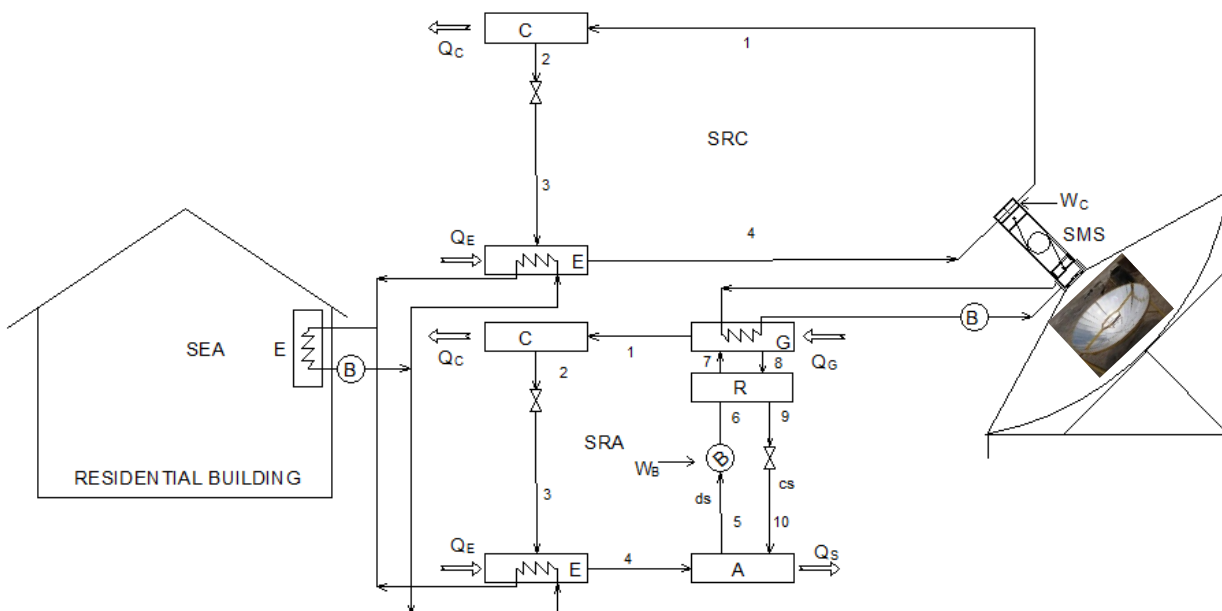 C
1
QC
2
SRC
3
WC
SMS
QE
4
E
B
SEA
E
B
C
G
QC
1
7
8
QG
2
R
6
9
SRA
B
WB
RESIDENTIAL BUILDING
3
ds
cs
5
10
QE
4
E
A
QS